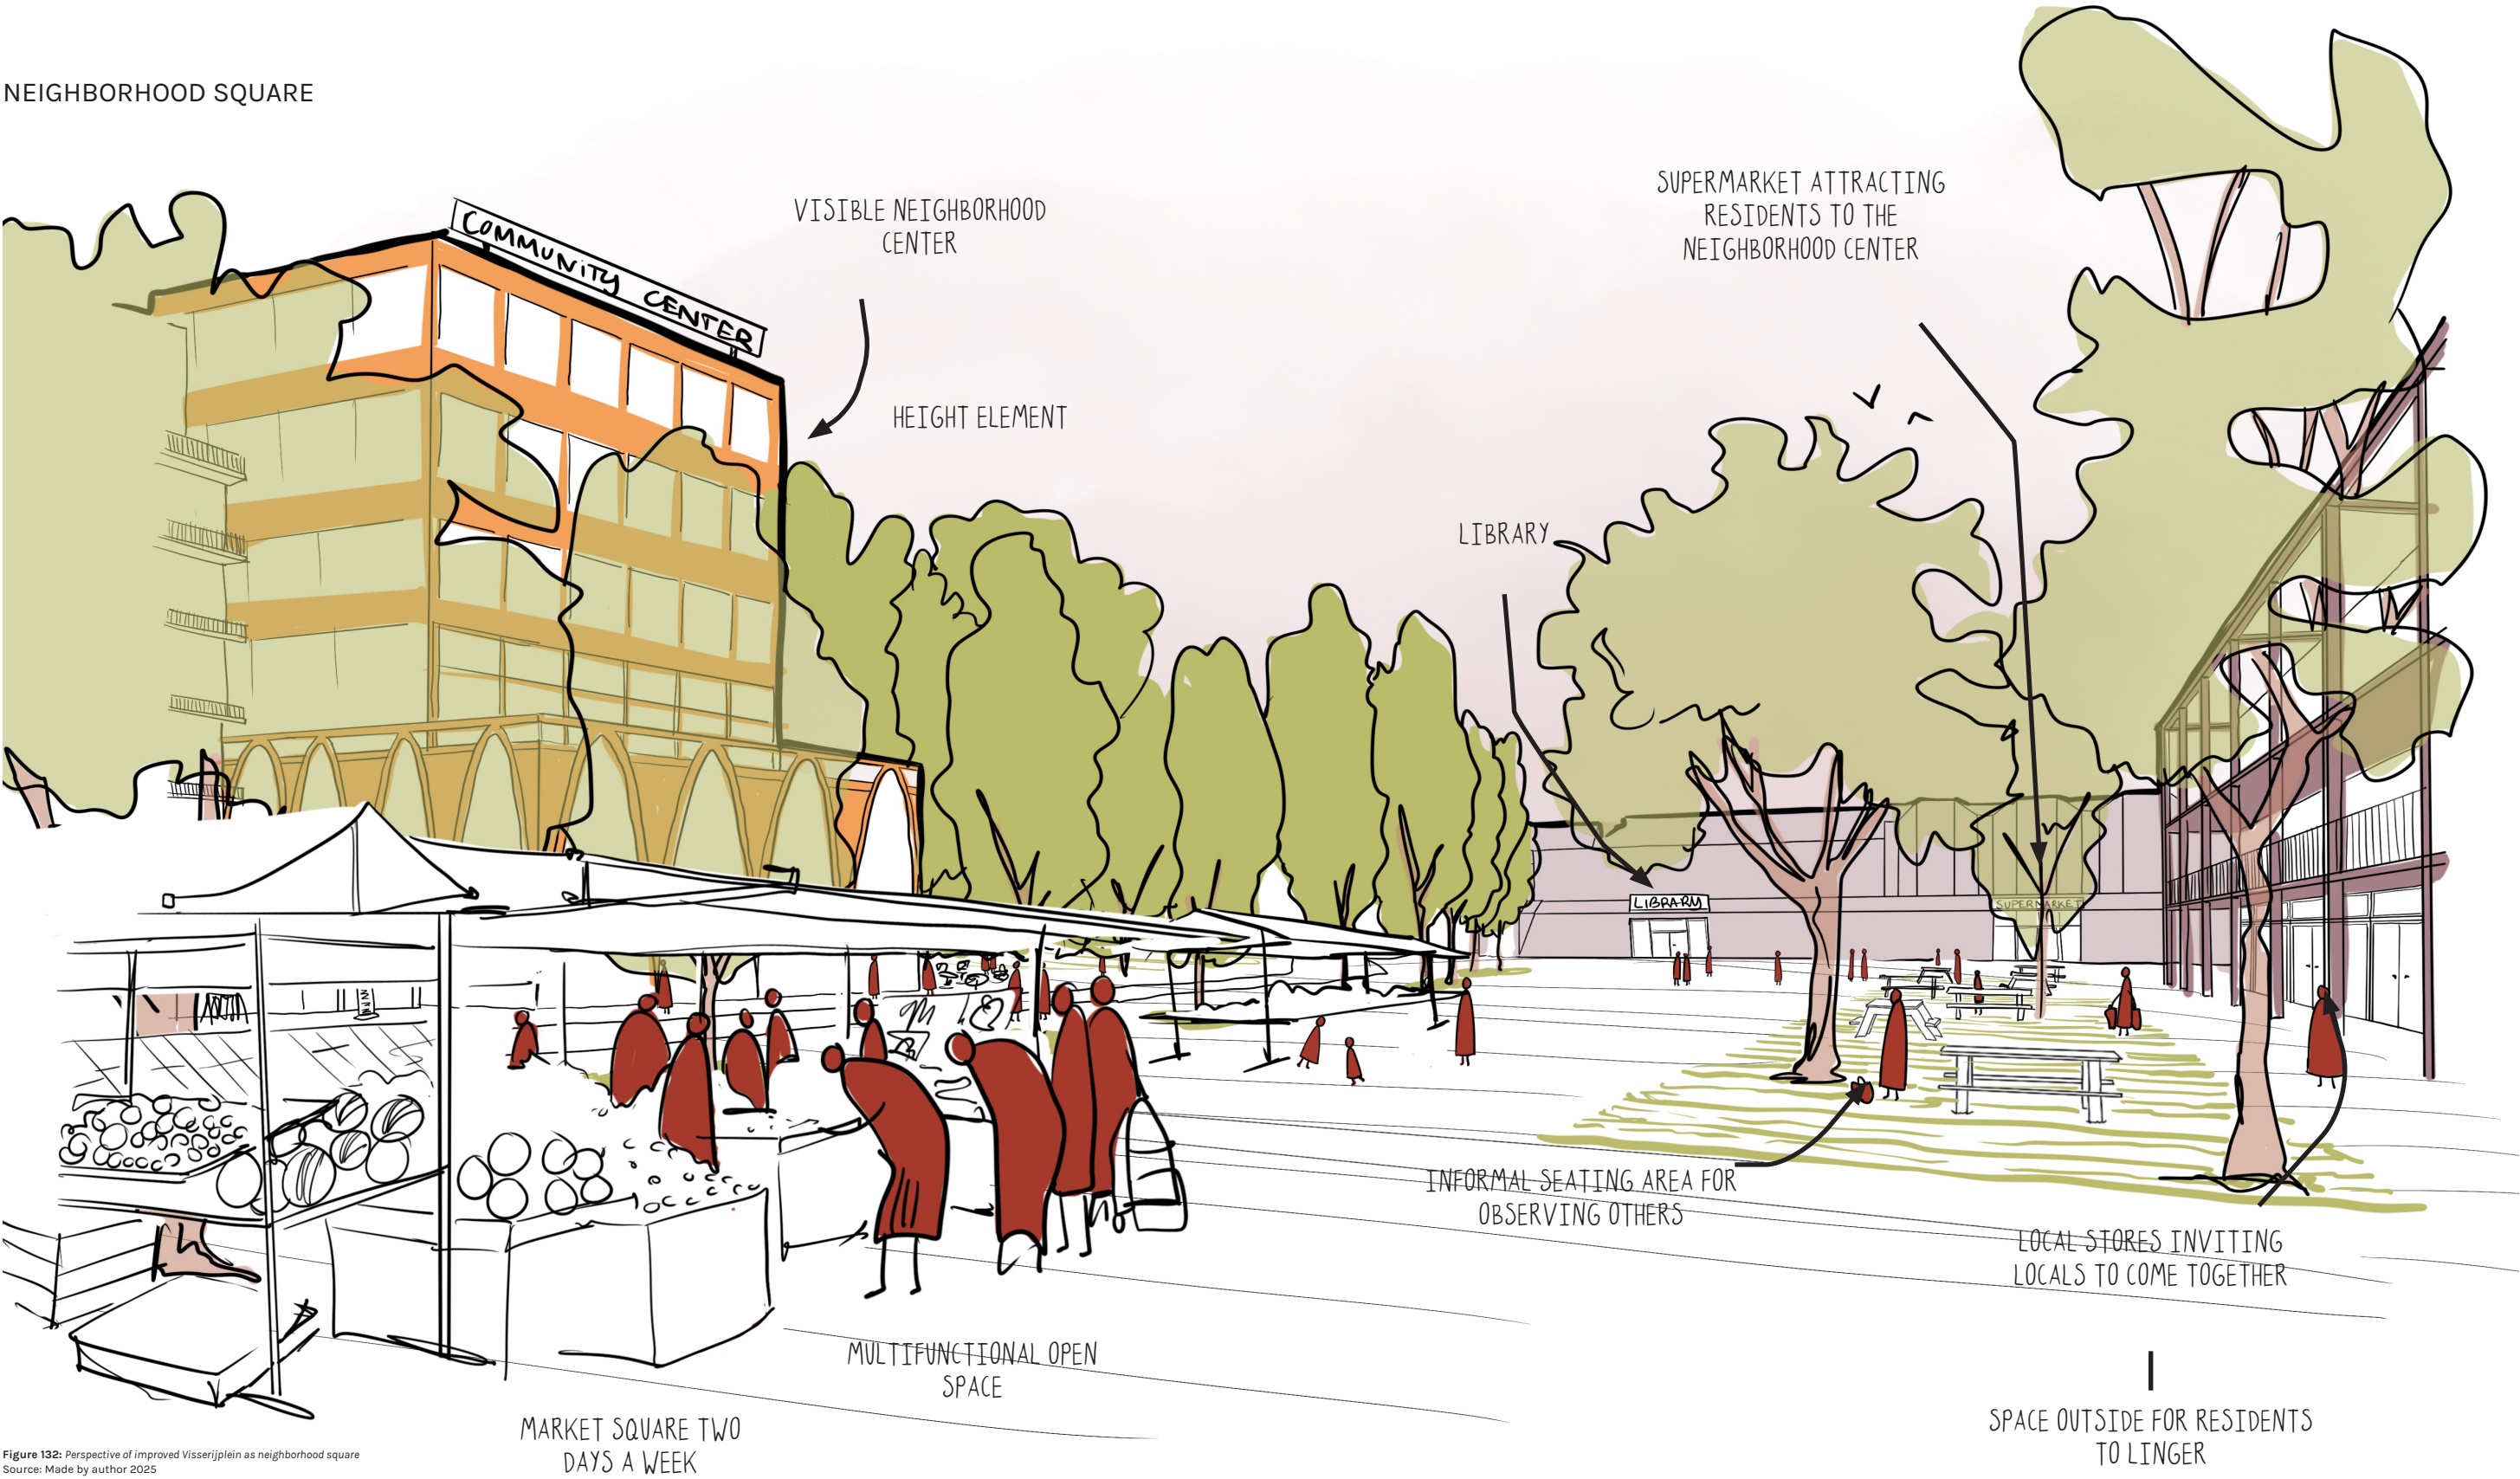 NEIGHBORHOOD SQUARE
COMMUNITY CENTER
VISIBLE NEIGHBORHOOD
CENTER
HEIGHT ELEMENT
SUPERMARKET ATTRACTING
RESIDENTS TO THE
NEIGHBORHOOD CENTER
LIBRARY
LIBRARY
SUPERMARKET
INFORMAL SEATING AREA FOR
OBSERVING OTHERS
LOCAL STORES INVITING
LOCALS TO COME TOGETHER
MULTIFUNCTIONAL OPEN
SPACE
SPACE OUTSIDE FOR RESIDENTS
TO LINGER
MARKET SQUARE TWO
DAYS A WEEK
Figure 132: Perspective of improved Visserijplein as neighborhood square
Source: Made by author 2025